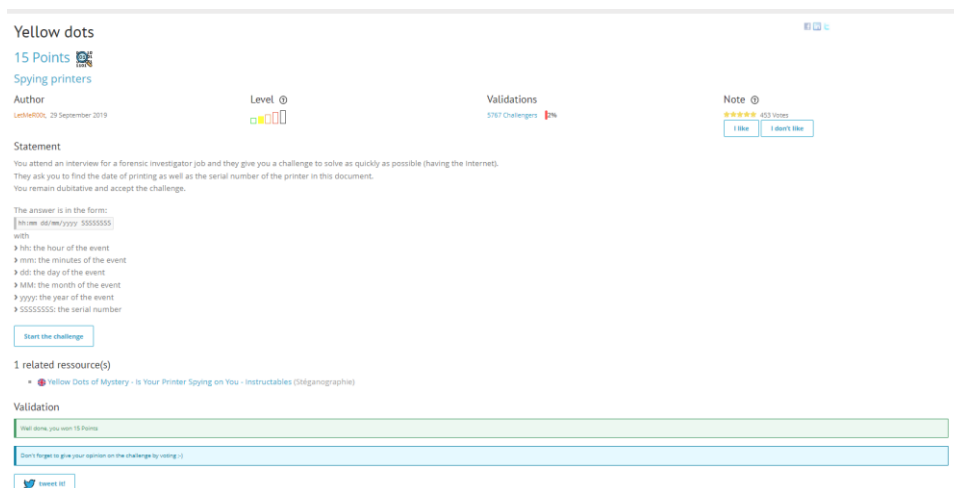 Yellow dots
15 Points
Spying printers
Author Level Validations Note
LetMeR00t, 29 September 2019 5767 Challengers 2% 453 Votes
I like I don't like
Statement
You attend an interview for a forensic investigator job and they give you a challenge to solve as quickly as possible (having the internet).
They ask you to find the date of printing as well as the serial number of the printer in this document.
You remain dubitative and accept the challenge.
The answer is in the form:
hh:mm dd/mm/yyyy SSSSSSSS
with
hh: the hour of the event
mm: the minutes of the event
dd: the day of the event
MM: the month of the event
yyyy: the year of the event
SSSSSSSS: the serial number
Start the challenge
1 related ressource(s)
Yellow Dots of Mystery - Is Your Printer Spying on You - Instructables (Stéganographie)
Validation
Well done, you won 15 Points
Don't forget to give your opinion on the challenge by voting ;-)
tweet it!